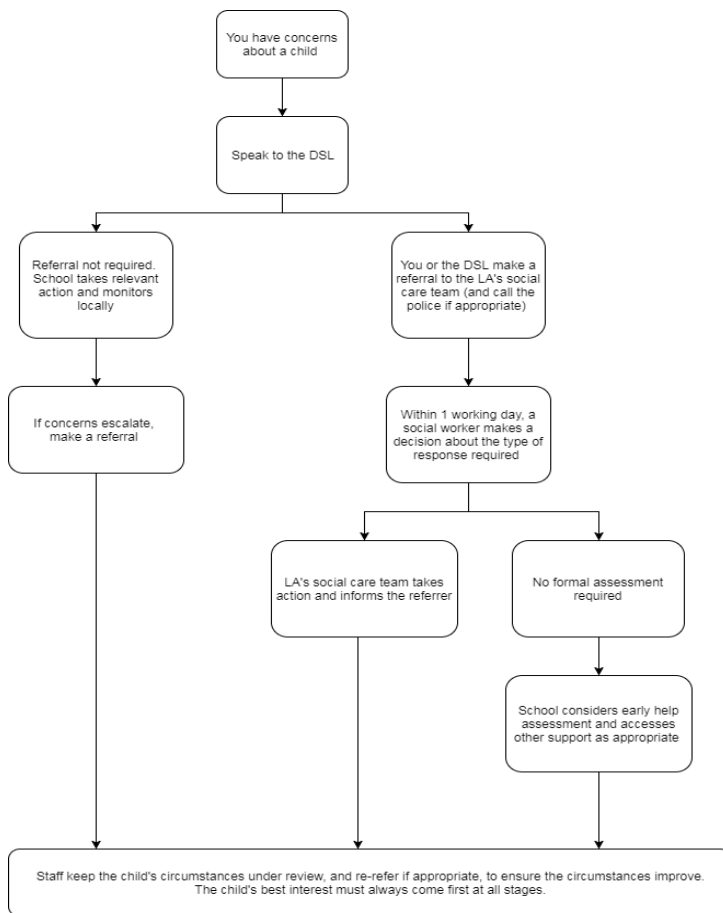 You have concerns
about a child
Speak to the DSL
Referral not required.
School takes relevant
action and monitors
locally
You or the DSL make a
referral to the LA's social
care team (and call the
police if appropriate)
If concerns escalate,
make a referral
Within 1 working day, a
social worker makes a
decision about the type of
response required
LA's social care team takes
action and informs the referrer
No formal assessment
required
School considers early help
assessment and accesses
other support as appropriate
Staff keep the child's circumstances under review, and re-refer if appropriate, to ensure the circumstances improve.
The child's best interest must always come first at all stages.